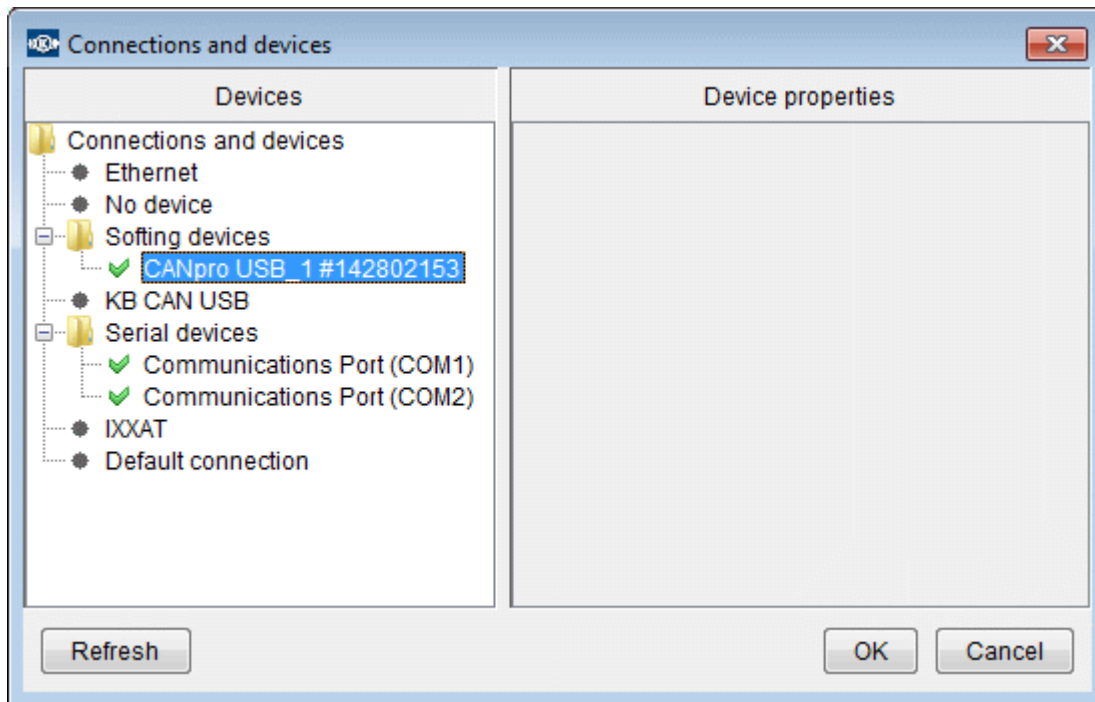 Connections and devices
Devices
Device properties
Connections and devices
Ethernet
No device
Softing devices
CANpro USB_1 #142802153
KB CAN USB
Serial devices
Communications Port (COM1)
Communications Port (COM2)
IXXAT
Default connection
Refresh
OK
Cancel